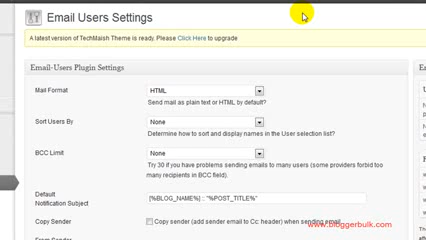 Email Users Settings
A latest version of TechMaish Theme is ready. Please Click Here to upgrade
Email-Users Plugin Settings
Mail Format
HTML
Send mail as plain text or HTML by default?
Sort Users By
None
Determine how to sort and display names in the User selection list?
BCC Limit
None
Try 30 if you have problems sending emails to many users (some providers forbid too
many recipients in BCC field).
Default
Notification Subject
[%BLOG_NAME%] :: "%POST_TITLE%"
Copy Sender
Copy sender (add sender email to Cc: header) when sending email
www.bloggerbulk.com